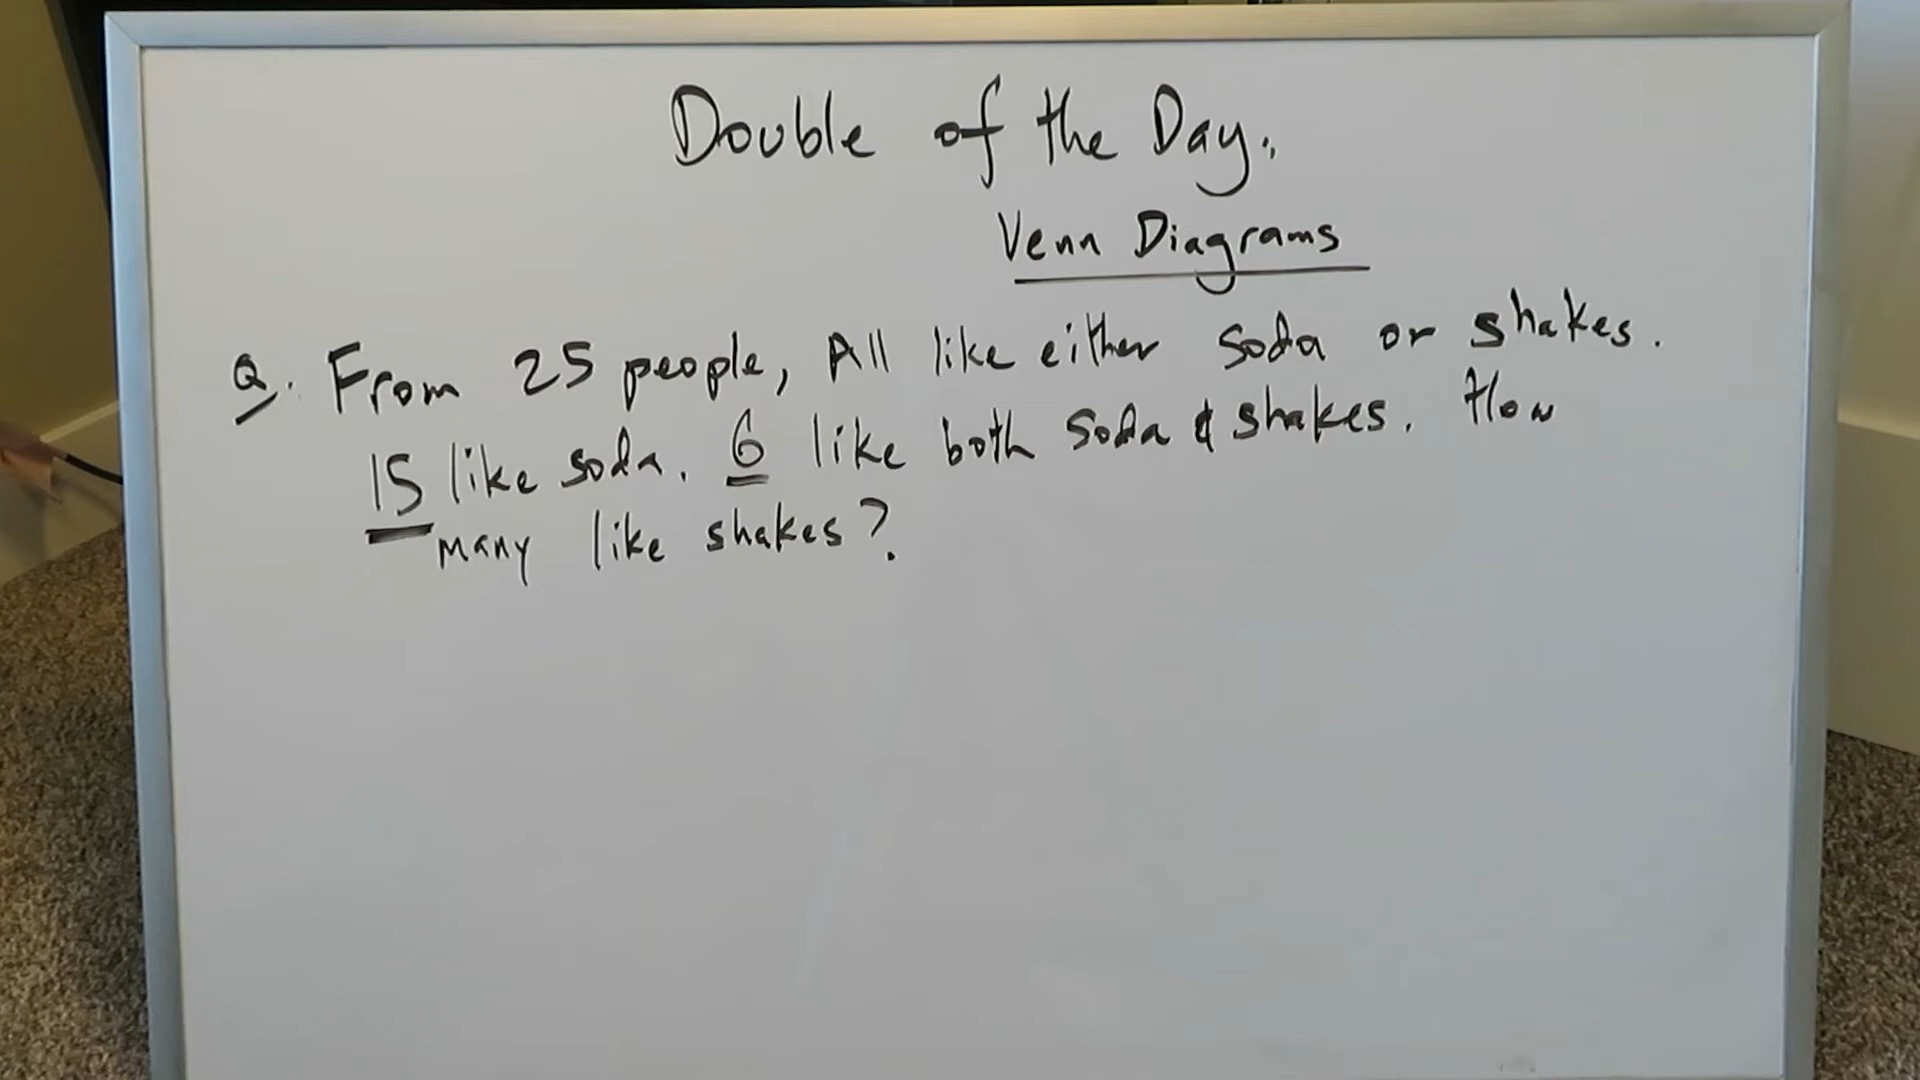 Double of the Day.
Venn Diagrams
Q. From 25 people, All like either soda or shakes.
15 like soda. 6 like both soda & shakes. How
many like shakes?